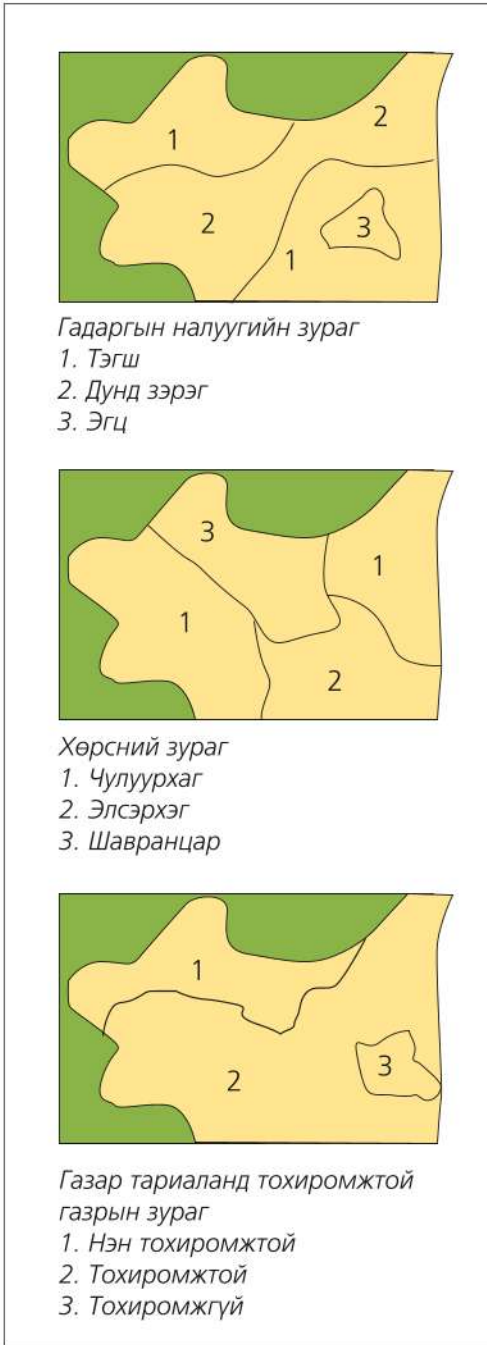 1
2
2
1
3
Гадаргын налуугийн зураг
1. Тэгш
2. Дунд зэрэг
3. Эгц
3
1
1
2
Хөрсний зураг
1. Чулуурхаг
2. Элсэрхэг
3. Шавранцар
1
2
3
Газар тариаланд тохиромжтой
газрын зураг
1. Нэн тохиромжтой
2. Тохиромжтой
3. Тохиромжгүй